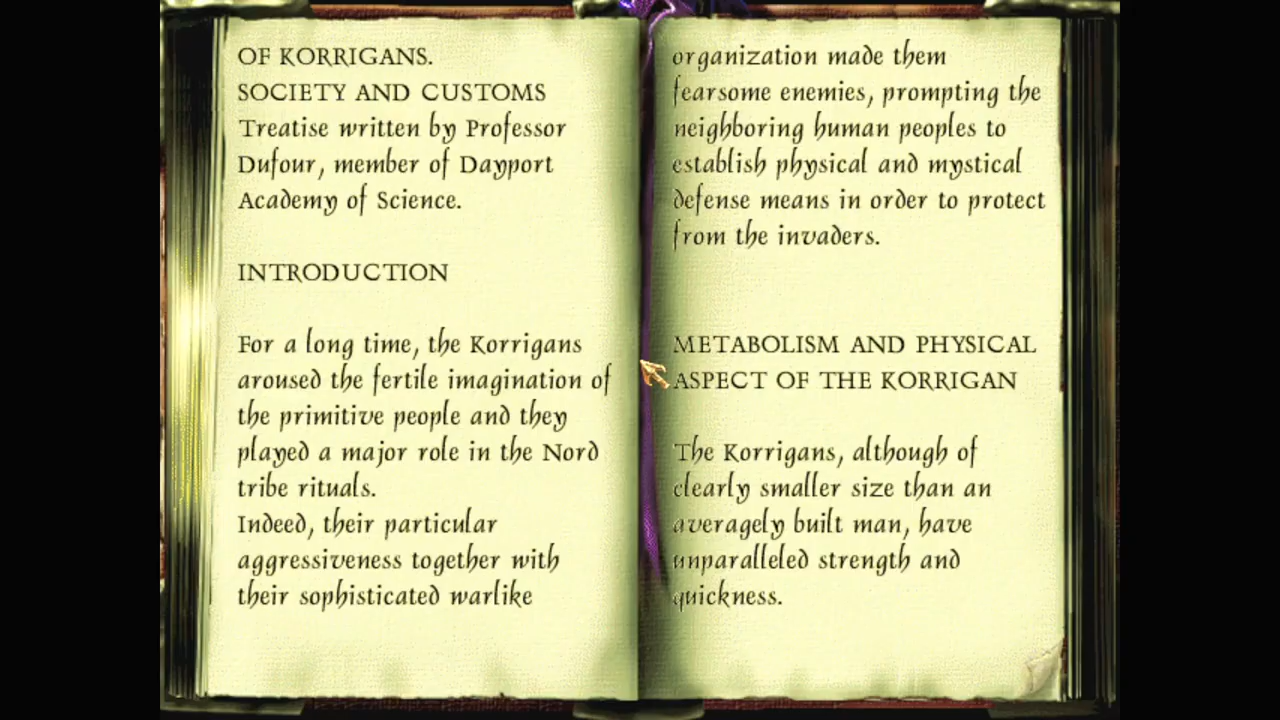 OF KORRIGANS.
SOCIETY AND CUSTOMS
Treatise written by Professor
Dufour, member of Dayport
Academy of Science.
INTRODUCTION
For a long time, the Korrigans
aroused the fertile imagination of
the primitive people and they
played a major role in the Nord
tribe rituals.
Indeed, their particular
aggressiveness together with
their sophisticated warlike
organization made them
fearsome enemies, prompting the
neighboring human peoples to
establish physical and mystical
defense means in order to protect
from the invaders.
METABOLISM AND PHYSICAL
ASPECT OF THE KORRIGAN
The Korrigans, although of
clearly smaller size than an
averagely built man, have
unparalleled strength and
quickness.